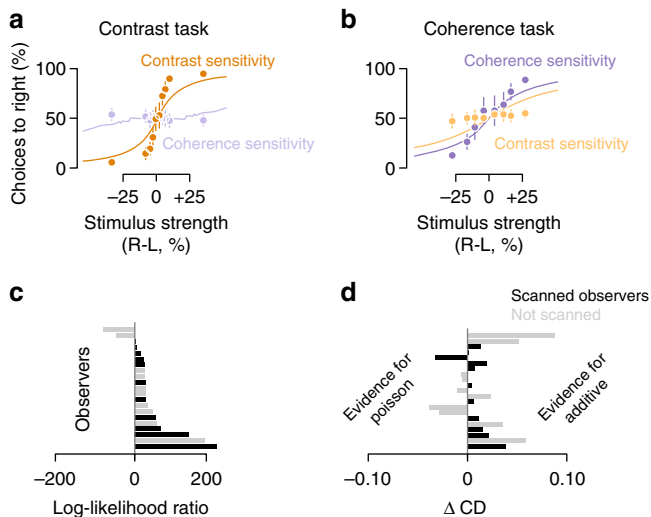 a
Contrast task
Choices to right (%)
100
50
0
Contrast sensitivity
Coherence sensitivity
−25 0 +25
Stimulus strength
(R-L, %)
b
Coherence task
100
50
0
Coherence sensitivity
Contrast sensitivity
−25 0 +25
Stimulus strength
(R-L, %)
c
Observers
−200 0 200
Log-likelihood ratio
d
Scanned observers
Not scanned
Evidence for
poisson
Evidence for
additive
−0.10 0 0.10
Δ CD